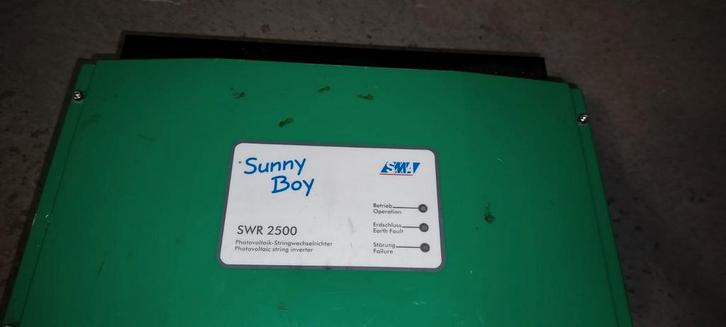 Sunny
Boy
SMA
Betrieb
Operation
SWR 2500
Erdschluss
Earth Fault
Photovoltaik-Stringwechselrichter
Photovoltaic string inverter
Störung
Failure